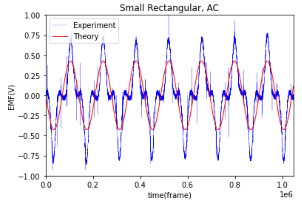 Small Rectangular, AC
1.00
0.75
0.50
0.25
0.00
−0.25
−0.50
−0.75
−1.00
EMF(V)
Experiment
Theory
0.0
0.2
0.4
0.6
0.8
1.0
1e6
time(frame)